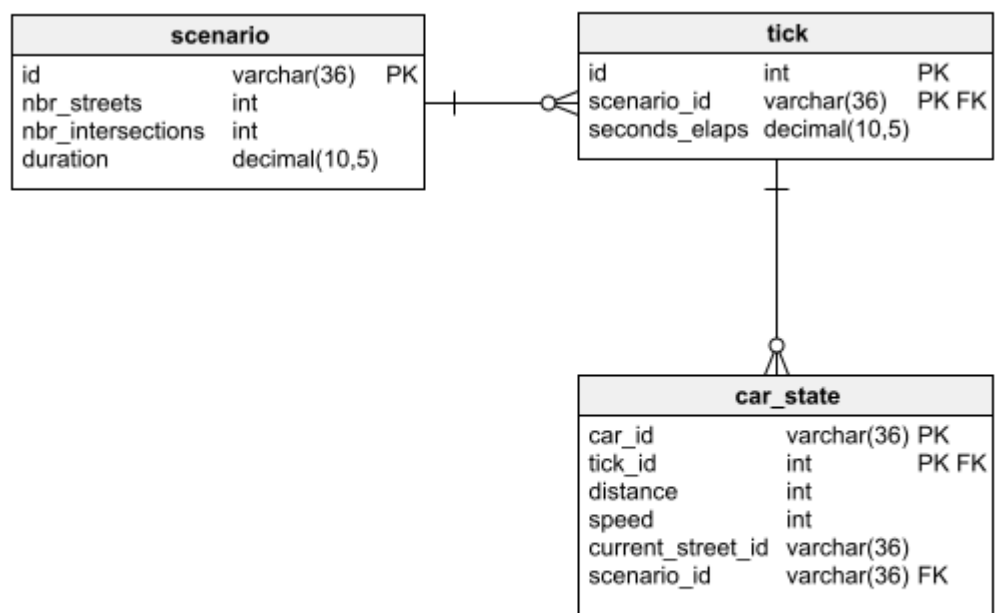 scenario
id varchar(36) PK
nbr_streets int
nbr_intersections int
duration decimal(10,5)
tick
id int PK
scenario_id varchar(36) PK FK
seconds_elaps decimal(10,5)
car_state
car_id varchar(36) PK
tick_id int PK FK
distance int
speed int
current_street_id varchar(36)
scenario_id varchar(36) FK